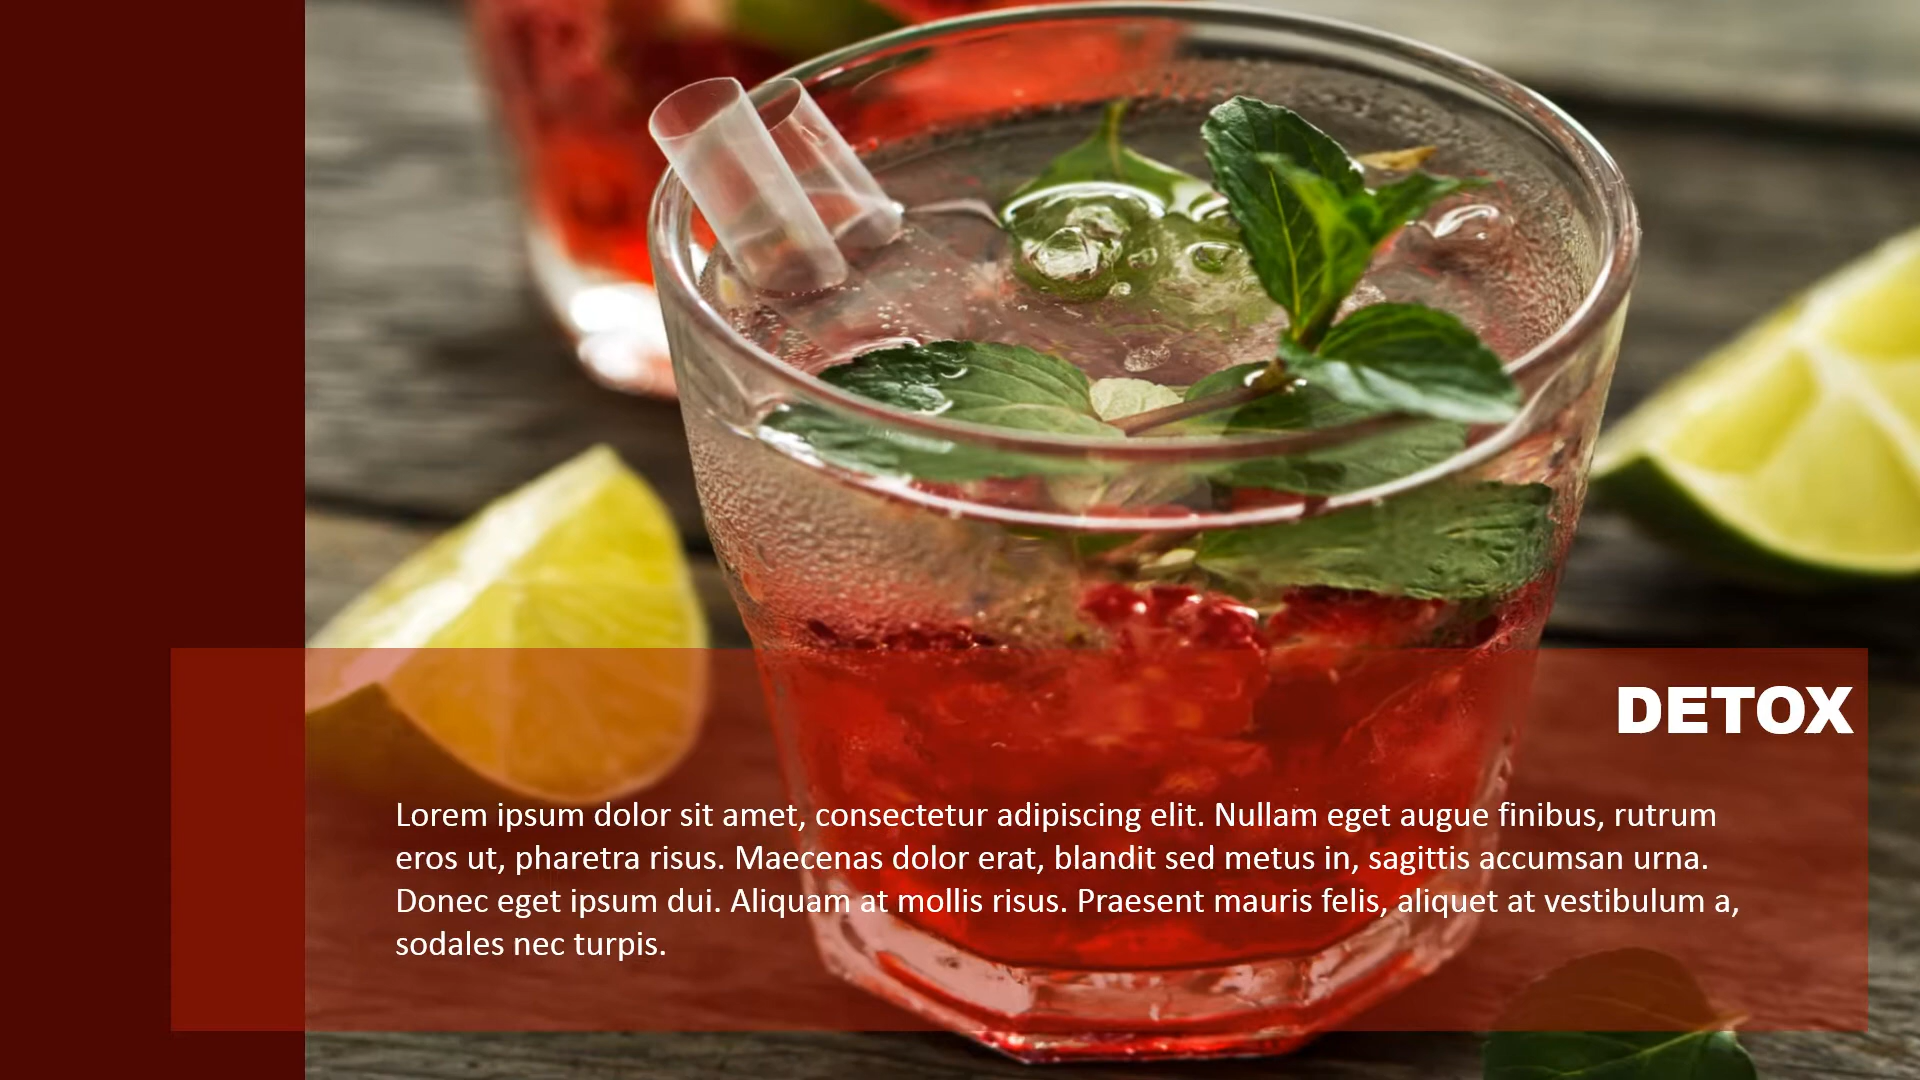 DETOX
Lorem ipsum dolor sit amet, consectetur adipiscing elit. Nullam eget augue finibus, rutrum
eros ut, pharetra risus. Maecenas dolor erat, blandit sed metus in, sagittis accumsan urna.
Donec eget ipsum dui. Aliquam at mollis risus. Praesent mauris felis, aliquet at vestibulum a,
sodales nec turpis.